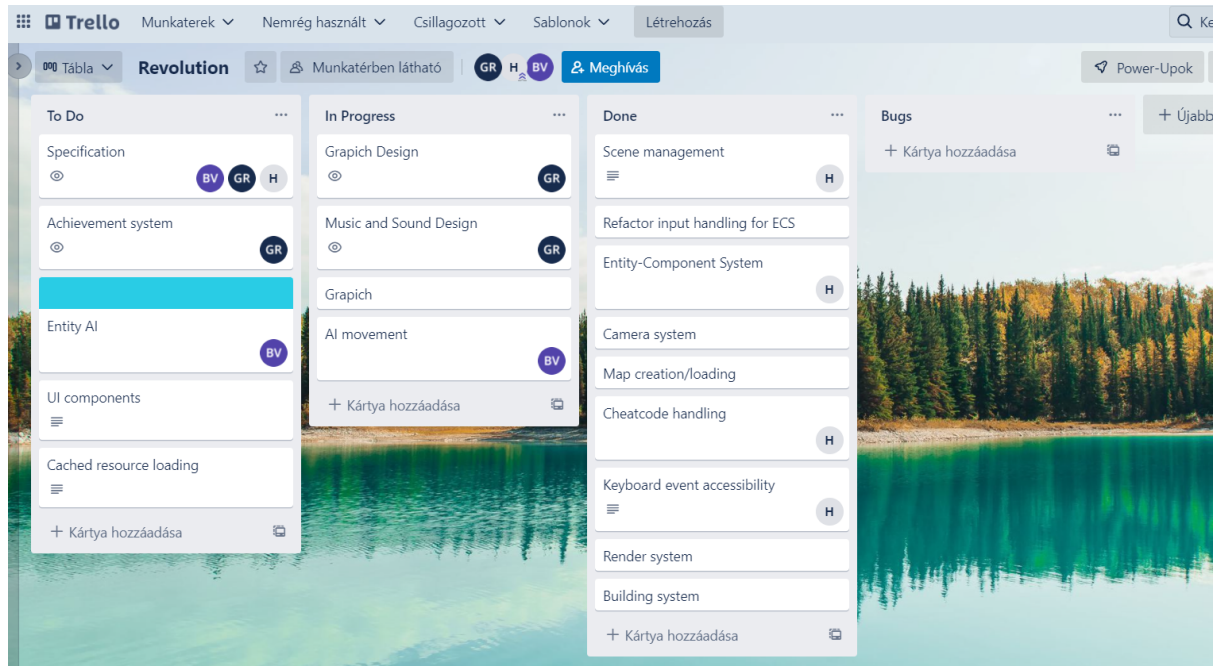 Trello Munkaterek Nemrég használt Csillagozott Sablonok Létrehozás
Tábla Revolution Munkatérben látható GR H BV Meghívás Power-Upok
To Do
Specification
BV GR H
Achievement system
GR
Entity AI
BV
UI components
Cached resource loading
+ Kártya hozzáadása
In Progress
Grapich Design
GR
Music and Sound Design
GR
Grapich
AI movement
BV
+ Kártya hozzáadása
Done
Scene management
H
Refactor input handling for ECS
Entity-Component System
H
Camera system
Map creation/loading
Cheatcode handling
H
Keyboard event accessibility
H
Render system
Building system
+ Kártya hozzáadása
Bugs
+ Kártya hozzáadása